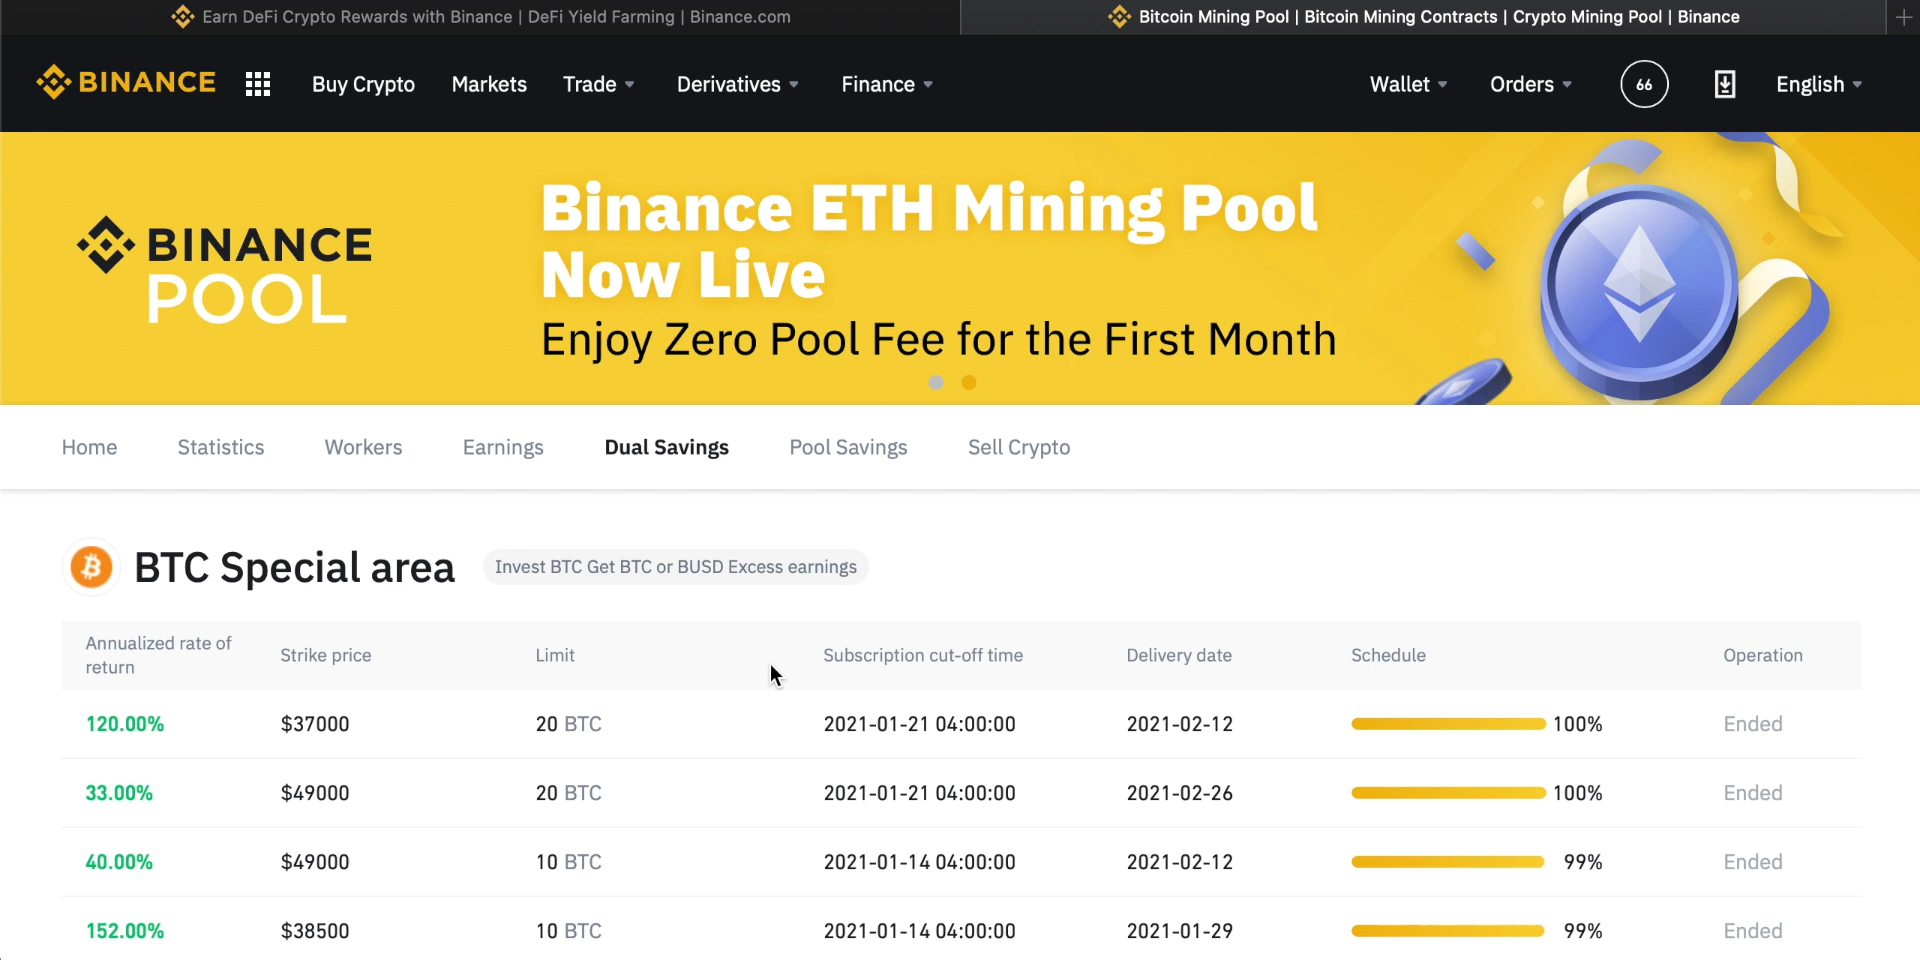 Earn DeFi Crypto Rewards with Binance | DeFi Yield Farming | Binance.com
Bitcoin Mining Pool | Bitcoin Mining Contracts | Crypto Mining Pool | Binance
BINANCE Buy Crypto Markets Trade Derivatives Finance Wallet Orders 66 English
BINANCE
POOL
Binance ETH Mining Pool
Now Live
Enjoy Zero Pool Fee for the First Month
Home Statistics Workers Earnings Dual Savings Pool Savings Sell Crypto
BTC Special area Invest BTC Get BTC or BUSD Excess earnings
Annualized rate of
return
Strike price Limit Subscription cut-off time Delivery date Schedule Operation
120.00% $37000 20 BTC 2021-01-21 04:00:00 2021-02-12 100% Ended
33.00% $49000 20 BTC 2021-01-21 04:00:00 2021-02-26 100% Ended
40.00% $49000 10 BTC 2021-01-14 04:00:00 2021-02-12 99% Ended
152.00% $38500 10 BTC 2021-01-14 04:00:00 2021-01-29 99% Ended